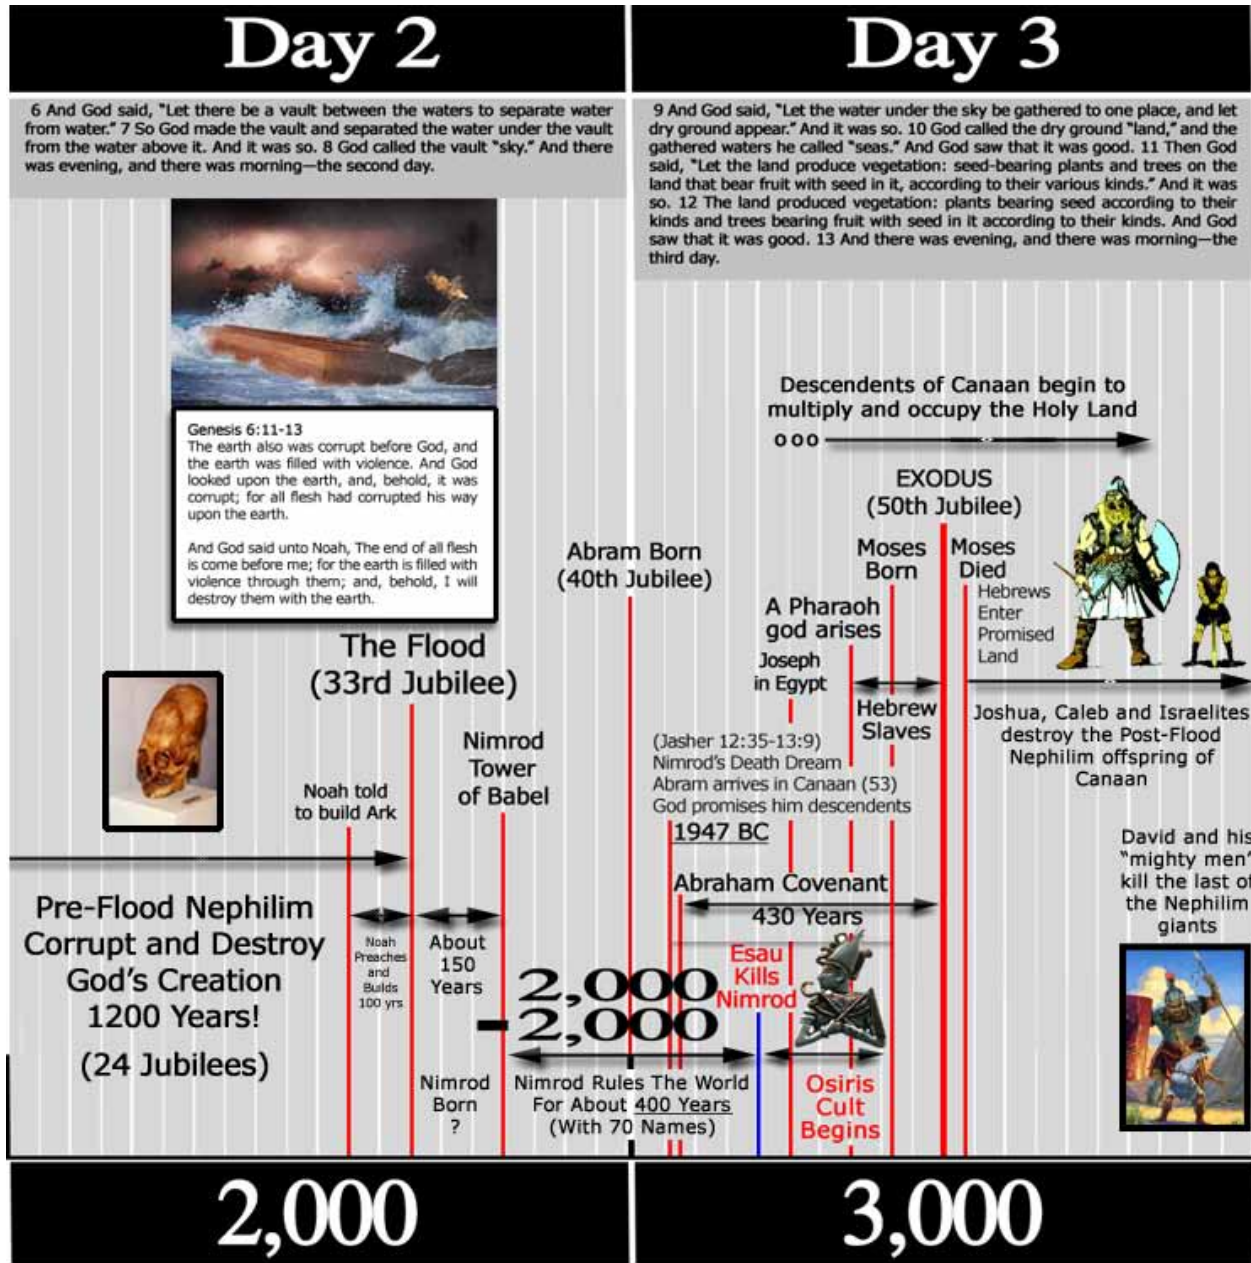 Day 2
6 And God said, “Let there be a vault between the waters to separate water
from water.” 7 So God made the vault and separated the water under the vault
from the water above it. And it was so. 8 God called the vault “sky.” And there
was evening, and there was morning—the second day.
Genesis 6:11-13
The earth also was corrupt before God, and
the earth was filled with violence. And God
looked upon the earth, and, behold, it was
corrupt; for all flesh had corrupted his way
upon the earth.
And God said unto Noah, The end of all flesh
is come before me; for the earth is filled with
violence through them; and, behold, I will
destroy them with the earth.
The Flood
(33rd Jubilee)
Nimrod
Tower
of Babel
Noah told
to build Ark
Pre-Flood Nephilim
Corrupt and Destroy
God’s Creation
1200 Years!
(24 Jubilees)
Noah
Preaches
and
Builds
100 yrs
About
150
Years
Nimrod
Born
?
Abram Born
(40th Jubilee)
2,000
-2,000
Nimrod Rules The World
For About 400 Years
(With 70 Names)
2,000
Day 3
9 And God said, “Let the water under the sky be gathered to one place, and let
dry ground appear.” And it was so. 10 God called the dry ground “land,” and the
gathered waters he called “seas.” And God saw that it was good. 11 Then God
said, “Let the land produce vegetation: seed-bearing plants and trees on the
land that bear fruit with seed in it, according to their various kinds.” And it was
so. 12 The land produced vegetation: plants bearing seed according to their
kinds and trees bearing fruit with seed in it according to their kinds. And God
saw that it was good. 13 And there was evening, and there was morning—the
third day.
Descendents of Canaan begin to
multiply and occupy the Holy Land
o o o
EXODUS
(50th Jubilee)
Moses
Born
Moses
Died
Hebrews
Enter
Promised
Land
A Pharaoh
god arises
Joseph
in Egypt
Hebrew
Slaves
Joshua, Caleb and Israelites
destroy the Post-Flood
Nephilim offspring of
Canaan
(Jasher 12:35-13:9)
Nimrod’s Death Dream
Abram arrives in Canaan (53)
God promises him descendents
1947 BC
Abraham Covenant
430 Years
Esau
Kills
Nimrod
Osiris
Cult
Begins
David and his
“mighty men”
kill the last of
the Nephilim
giants
3,000